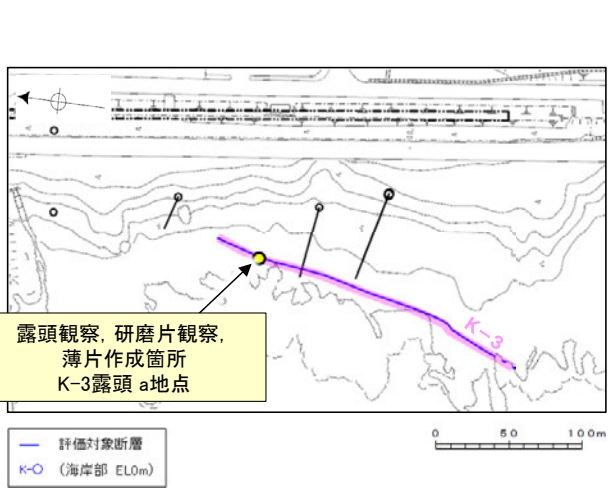 露頭観察，研磨片観察，
薄片作成箇所
K-3露頭 a地点
K-3
評価対象断層
K-O （海岸部 EL0m）
0 50 100m